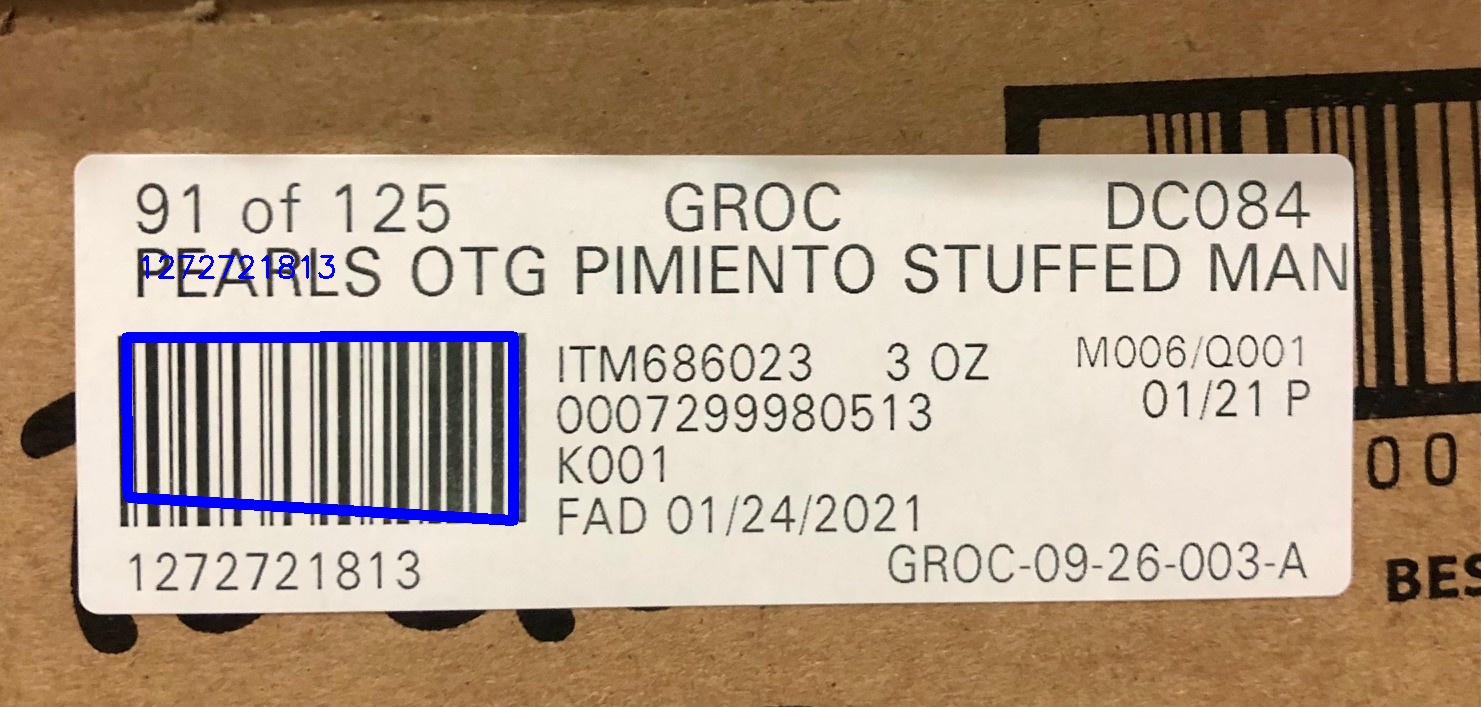 91 of 125 GROC DC084
PEARLS OTG PIMIENTO STUFFED MAN
1272721813
ITM686023 3 OZ M006/Q001
0007299980513 01/21 P
K001
FAD 01/24/2021
1272721813 GROC-09-26-003-A
00
BES